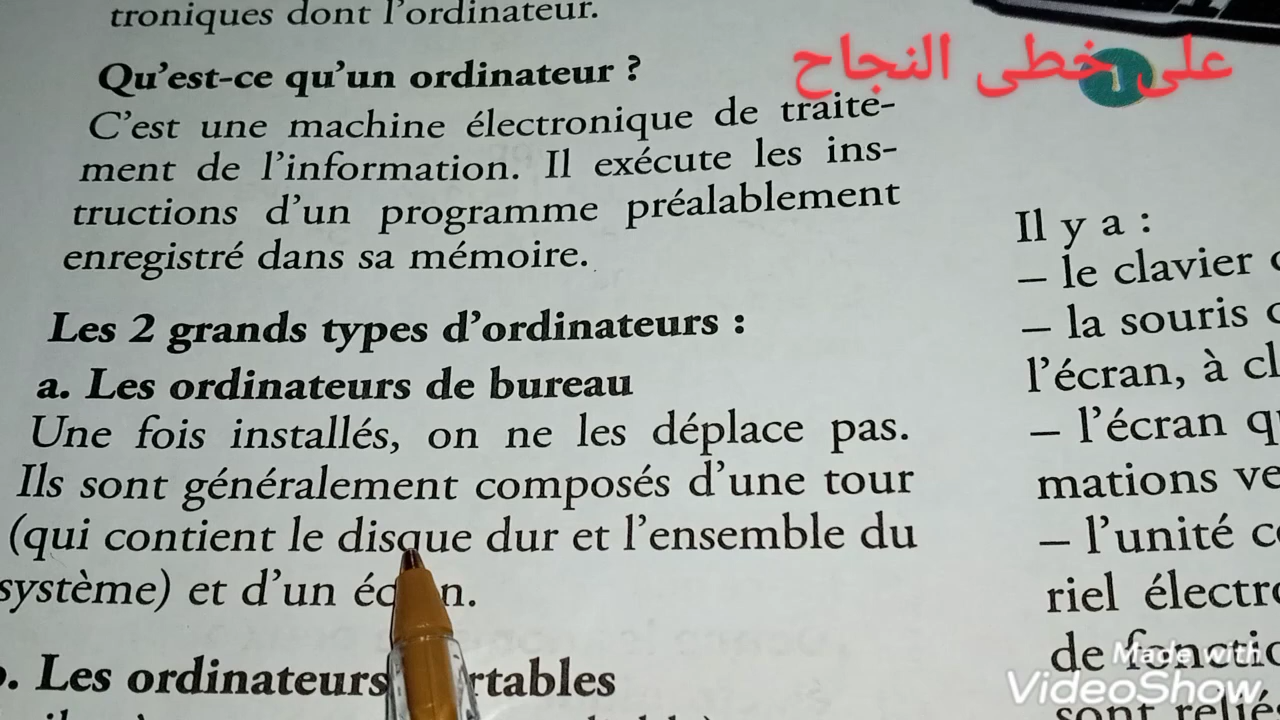 troniques dont l'ordinateur.
Qu'est-ce qu'un ordinateur ?
C'est une machine électronique de traite-
ment de l'information. Il exécute les ins-
tructions d'un programme préalablement
enregistré dans sa mémoire.
Les 2 grands types d'ordinateurs :
a. Les ordinateurs de bureau
Une fois installés, on ne les déplace pas.
Ils sont généralement composés d'une tour
(qui contient le disque dur et l'ensemble du
système) et d'un
Les ordinateurs
على خطى النجاح
1
Il y a :
– le clavier
– la souris
l'écran, à
– l'écran
mations
– l'unité
riel
de
sont
Made with
VideoShow